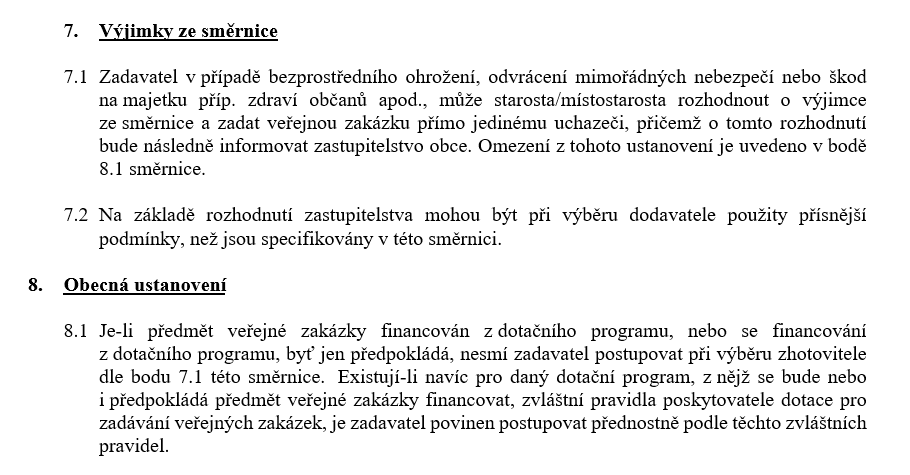 7. Výjimky ze směrnice
7.1 Zadavatel v případě bezprostředního ohrožení, odvrácení mimořádných nebezpečí nebo škod
na majetku příp. zdraví občanů apod., může starosta/místostarosta rozhodnout o výjimce
ze směrnice a zadat veřejnou zakázku přímo jedinému uchazeči, přičemž o tomto rozhodnutí
bude následně informovat zastupitelstvo obce. Omezení z tohoto ustanovení je uvedeno v bodě
8.1 směrnice.
7.2 Na základě rozhodnutí zastupitelstva mohou být při výběru dodavatele použity přísnější
podmínky, než jsou specifikovány v této směrnici.
8. Obecná ustanovení
8.1 Je-li předmět veřejné zakázky financován z dotačního programu, nebo se financování
z dotačního programu, byť jen předpokládá, nesmí zadavatel postupovat při výběru zhotovitele
dle bodu 7.1 této směrnice. Existují-li navíc pro daný dotační program, z nějž se bude nebo
i předpokládá předmět veřejné zakázky financovat, zvláštní pravidla poskytovatele dotace pro
zadávání veřejných zakázek, je zadavatel povinen postupovat přednostně podle těchto zvláštních
pravidel.